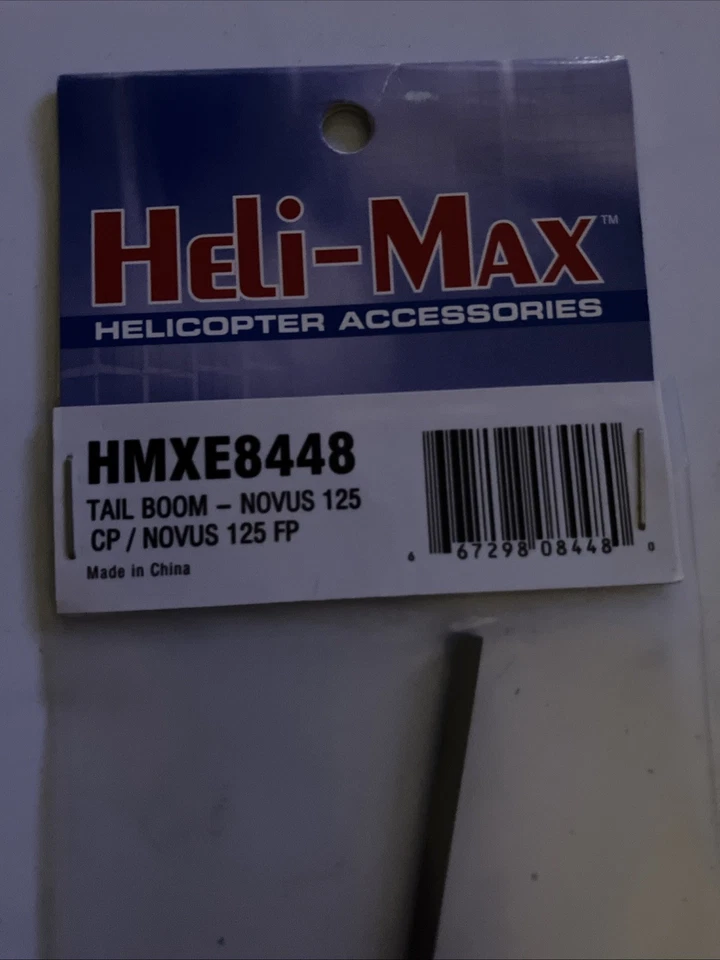 Heli-Max™
HELICOPTER ACCESSORIES
HMXE8448
TAIL BOOM – NOVUS 125
CP / NOVUS 125 FP
Made in China
6 67298 08448 0